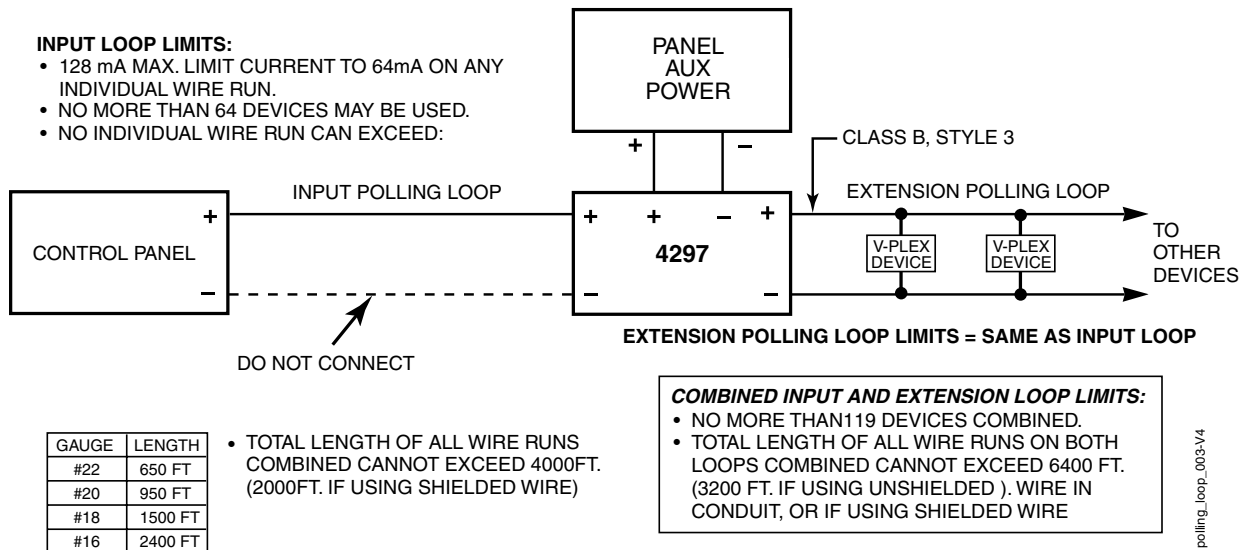 INPUT LOOP LIMITS:
• 128 mA MAX. LIMIT CURRENT TO 64mA ON ANY
INDIVIDUAL WIRE RUN.
• NO MORE THAN 64 DEVICES MAY BE USED.
• NO INDIVIDUAL WIRE RUN CAN EXCEED:
PANEL
AUX
POWER
+ –
CLASS B, STYLE 3
INPUT POLLING LOOP
EXTENSION POLLING LOOP
CONTROL PANEL
+
–
+ + – +
4297
– –
V-PLEX
DEVICE
V-PLEX
DEVICE
TO
OTHER
DEVICES
DO NOT CONNECT
EXTENSION POLLING LOOP LIMITS = SAME AS INPUT LOOP
GAUGE LENGTH
#22 650 FT
#20 950 FT
#18 1500 FT
#16 2400 FT
• TOTAL LENGTH OF ALL WIRE RUNS
COMBINED CANNOT EXCEED 4000FT.
(2000FT. IF USING SHIELDED WIRE)
COMBINED INPUT AND EXTENSION LOOP LIMITS:
• NO MORE THAN119 DEVICES COMBINED.
• TOTAL LENGTH OF ALL WIRE RUNS ON BOTH
LOOPS COMBINED CANNOT EXCEED 6400 FT.
(3200 FT. IF USING UNSHIELDED ). WIRE IN
CONDUIT, OR IF USING SHIELDED WIRE
polling_loop_003-V4